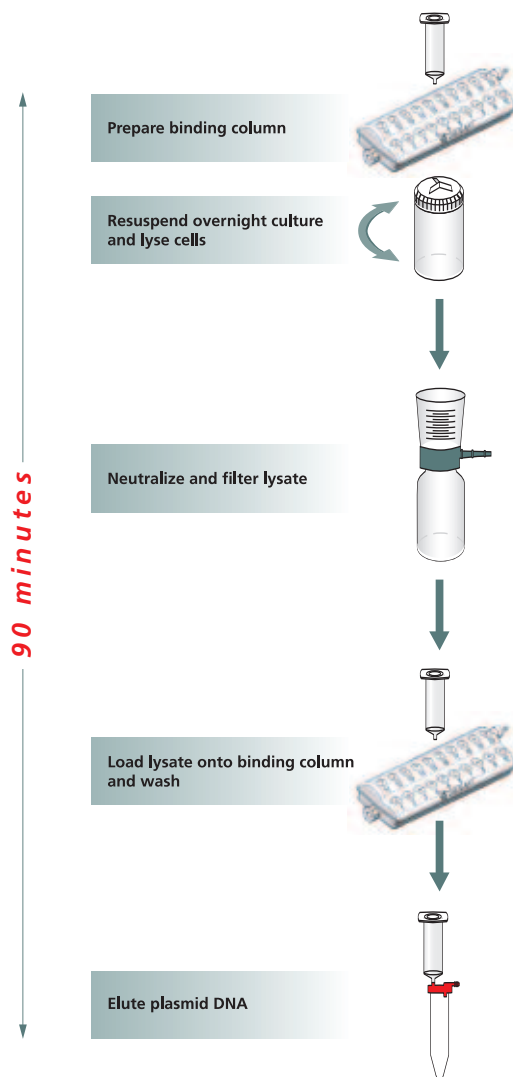 Prepare binding column
Resuspend overnight culture
and lyse cells
Neutralize and filter lysate
90 minutes
Load lysate onto binding column
and wash
Elute plasmid DNA